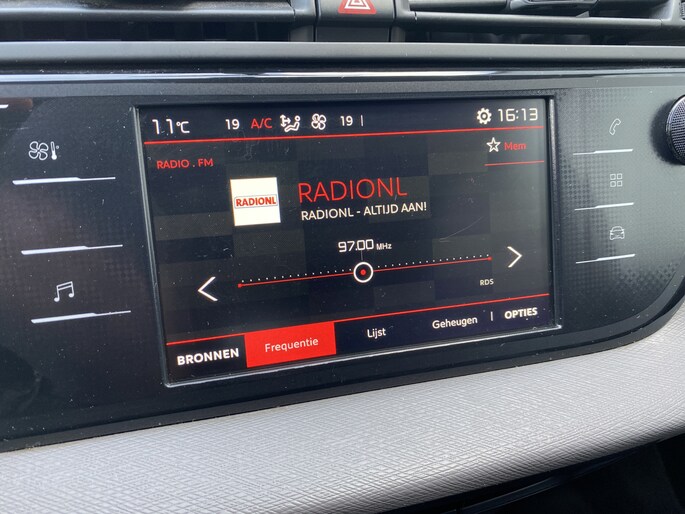 11°C 19 A/C 19 16:13
Mem
RADIO . FM
RADIONL
RADIONL
RADIONL - ALTIJD AAN!
97.00 MHz
RDS
BRONNEN Frequentie Lijst Geheugen OPTIES